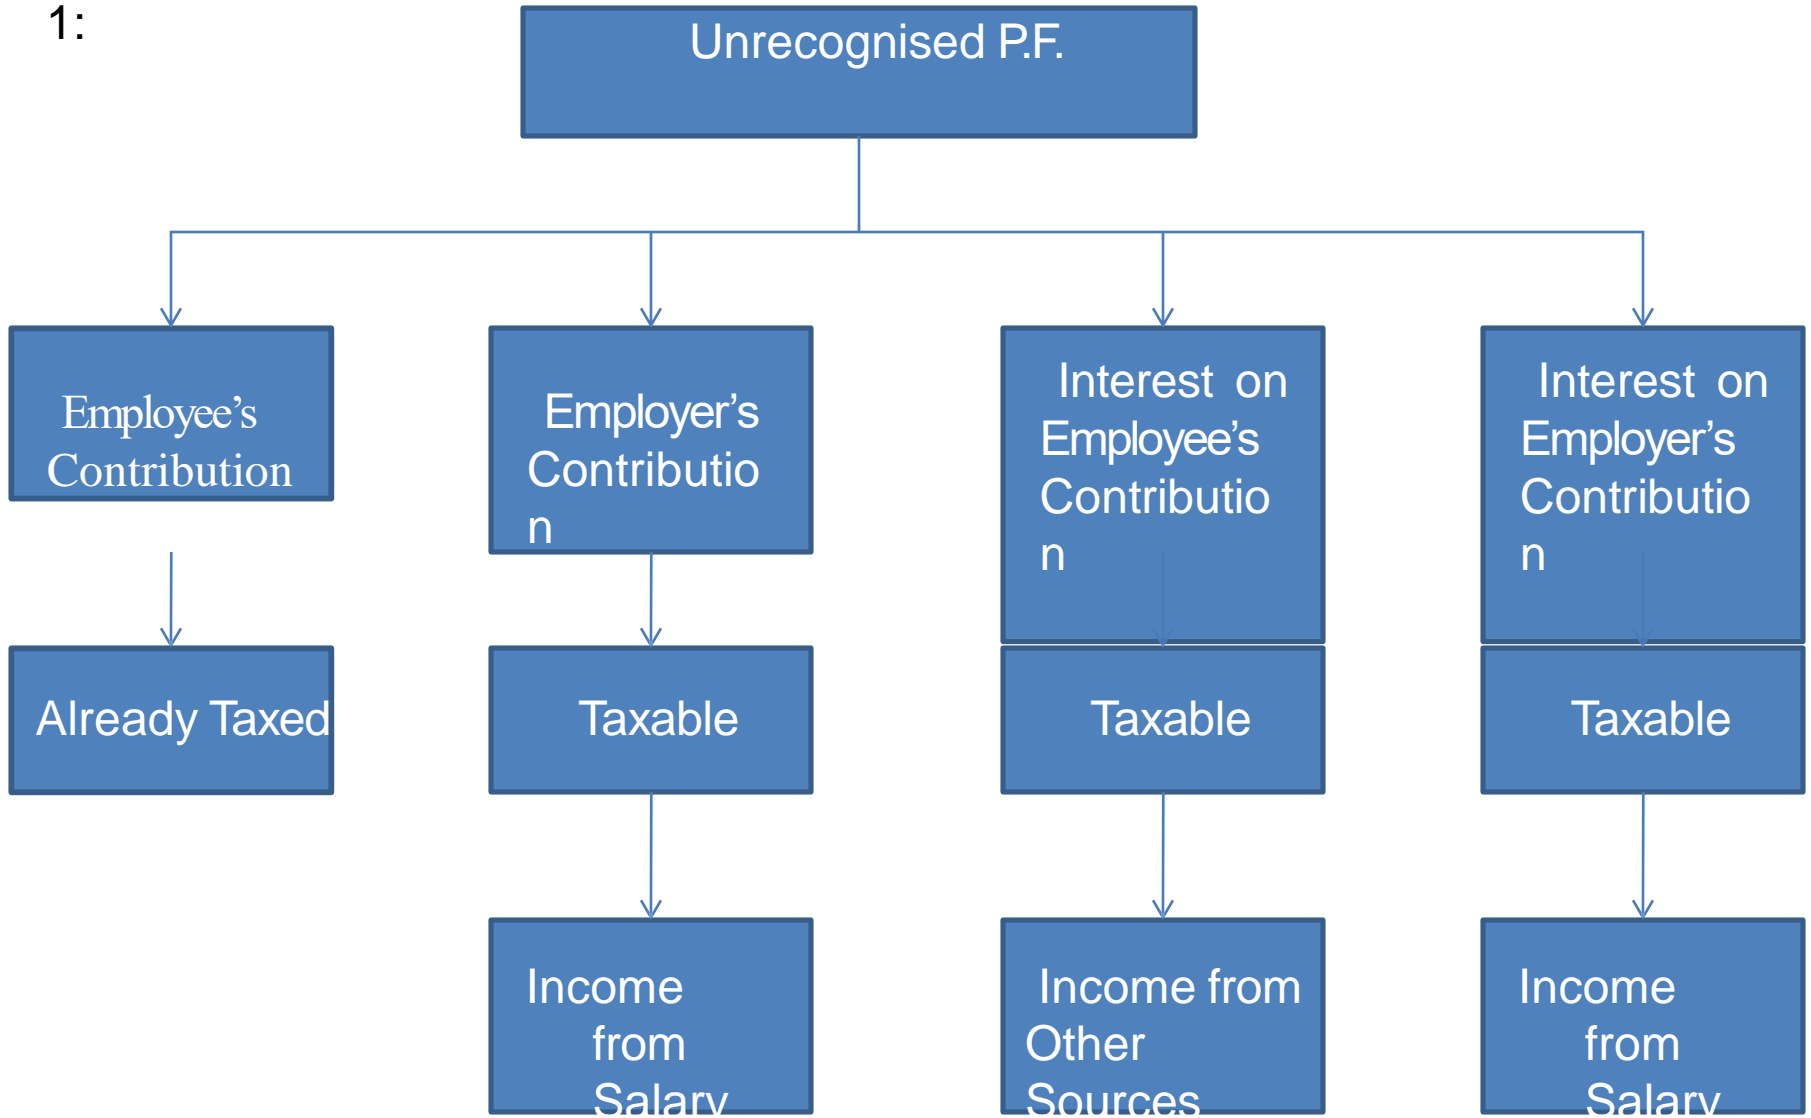 1:
Unrecognised P.F.
Employee’s
Contribution
Employer’s
Contributio
n
Interest on
Employee’s
Contributio
n
Interest on
Employer’s
Contributio
n
Already Taxed
Taxable
Taxable
Taxable
Income
from
Salary
Income from
Other
Sources
Income
from
Salary